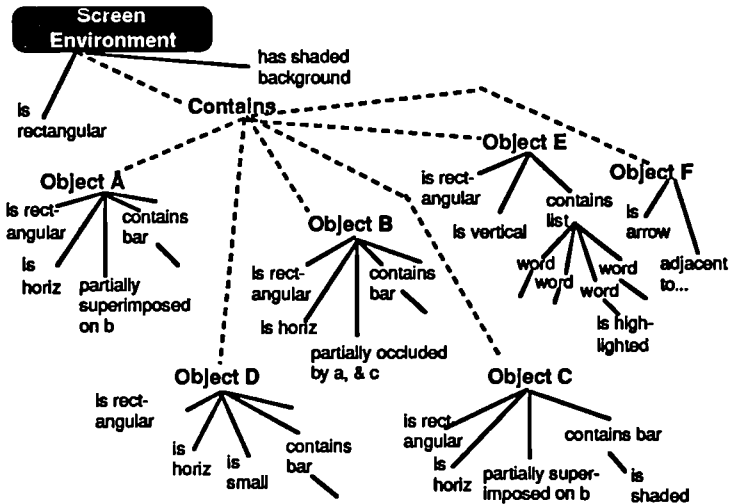 Screen
Environment
has shaded
background
is
rectangular
Contains
Object E
Object F
Object A
is rect-
angular
contains
list
is
arrow
is rect-
angular
contains
bar
Object B
is vertical
is
horiz
partially
superimposed
on b
is rect-
angular
contains
bar
word
word
word
word
adjacent
to...
is horiz
is high-
lighted
partially occluded
by a, & c
Object D
Object C
is rect-
angular
is rect-
angular
contains bar
is
horiz
is
small
contains
bar
is
horiz
partially super-
imposed on b
is
shaded